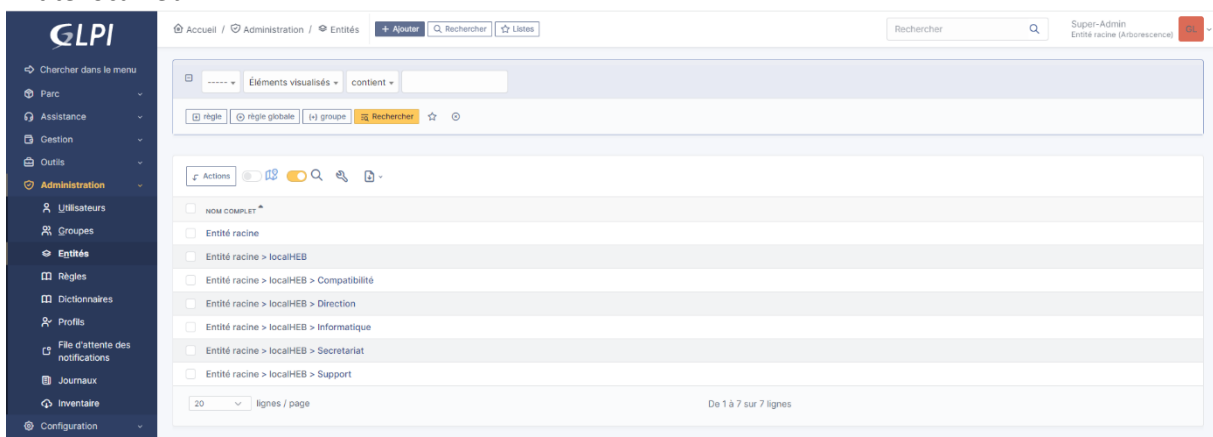 GLPI
Accueil / Administration / Entités + Ajouter Rechercher Listes
Rechercher
Super-Admin
Entité racine (Arborescence)
GL
Chercher dans le menu
Parc
Assistance
Gestion
Outils
Administration
Utilisateurs
Groupes
Entités
Règles
Dictionnaires
Profils
File d'attente des
notifications
Journaux
Inventaire
Configuration
----- Éléments visualisés contient
règle règle globale (+) groupe Rechercher
Actions
NOM COMPLET
Entité racine
Entité racine > localHEB
Entité racine > localHEB > Compatibilité
Entité racine > localHEB > Direction
Entité racine > localHEB > Informatique
Entité racine > localHEB > Secretariat
Entité racine > localHEB > Support
20 lignes / page
De 1 à 7 sur 7 lignes